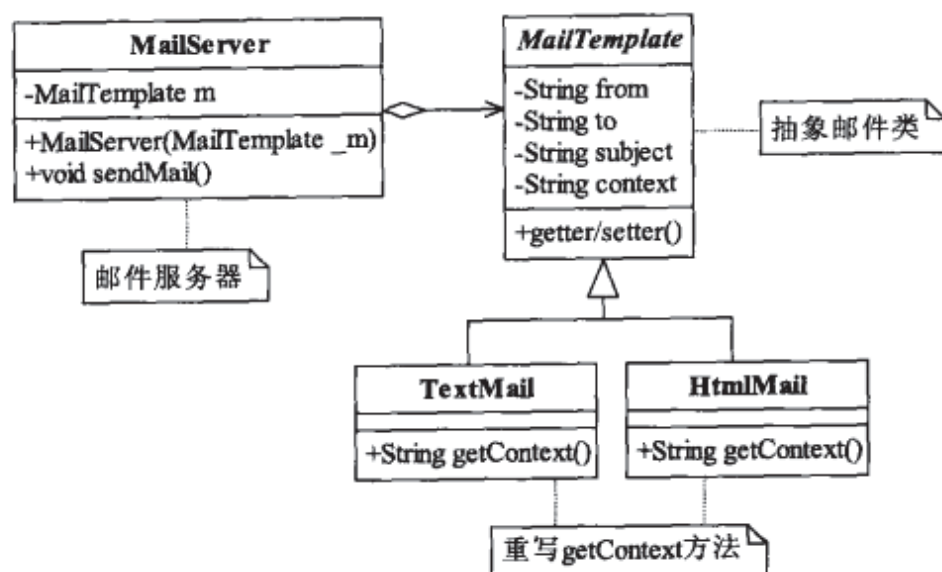 MailServer
-MailTemplate m
+MailServer(MailTemplate _m)
+void sendMail()
邮件服务器
MailTemplate
-String from
-String to
-String subject
-String context
+getter/setter()
抽象邮件类
TextMail
+String getContext()
HtmlMail
+String getContext()
重写getContext方法